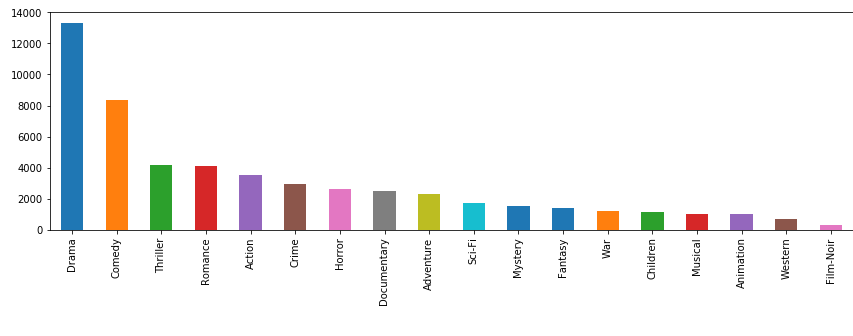 14000
12000
10000
8000
6000
4000
2000
0
Drama
Comedy
Thriller
Romance
Action
Crime
Horror
Documentary
Adventure
Sci-Fi
Mystery
Fantasy
War
Children
Musical
Animation
Western
Film-Noir